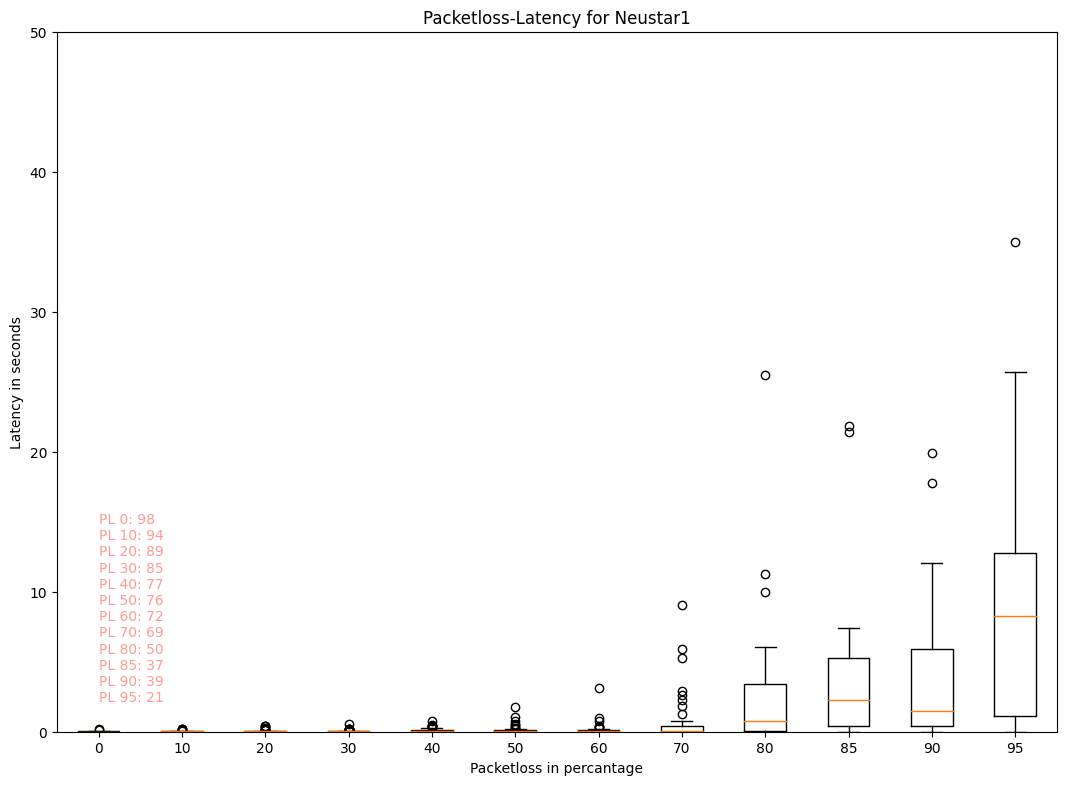 Packetloss-Latency for Neustar1
50
40
30
20
10
0
Latency in seconds
PL 0: 98
PL 10: 94
PL 20: 89
PL 30: 85
PL 40: 77
PL 50: 76
PL 60: 72
PL 70: 69
PL 80: 50
PL 85: 37
PL 90: 39
PL 95: 21
0 10 20 30 40 50 60 70 80 85 90 95
Packetloss in percantage